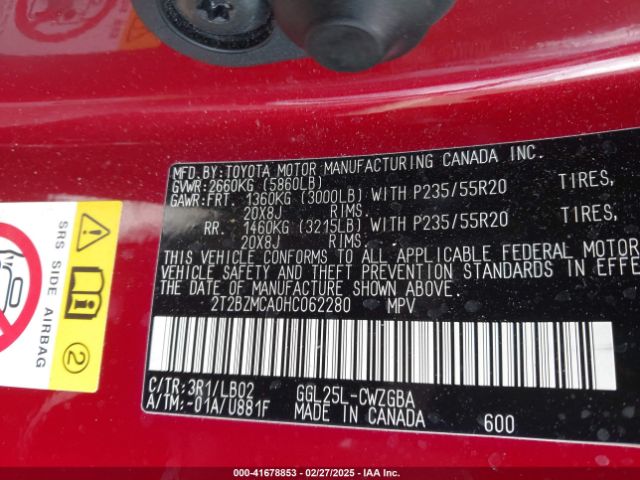 MFD.BY: TOYOTA MOTOR MANUFACTURING CANADA INC.
GVWR: 2660KG (5860LB)
GAWR: FRT. 1360KG (3000LB) WITH P235/55R20 TIRES,
20X8J RIMS.
RR. 1460KG (3215LB) WITH P235/55R20 TIRES,
20X8J RIMS.
THIS VEHICLE CONFORMS TO ALL APPLICABLE FEDERAL MOTOR
VEHICLE SAFETY AND THEFT PREVENTION STANDARDS IN EFFE
THE DATE OF MANUFACTURE SHOWN ABOVE.
2T2BZMCA0HC062280 MPV
C/TR: 3R1/LB02 GGL25L-CWZGBA
A/TM: -01A/U881F MADE IN CANADA 600
SIDE AIRBAG
2
000-41678853 | 02/27/2025 | IAAI.COM